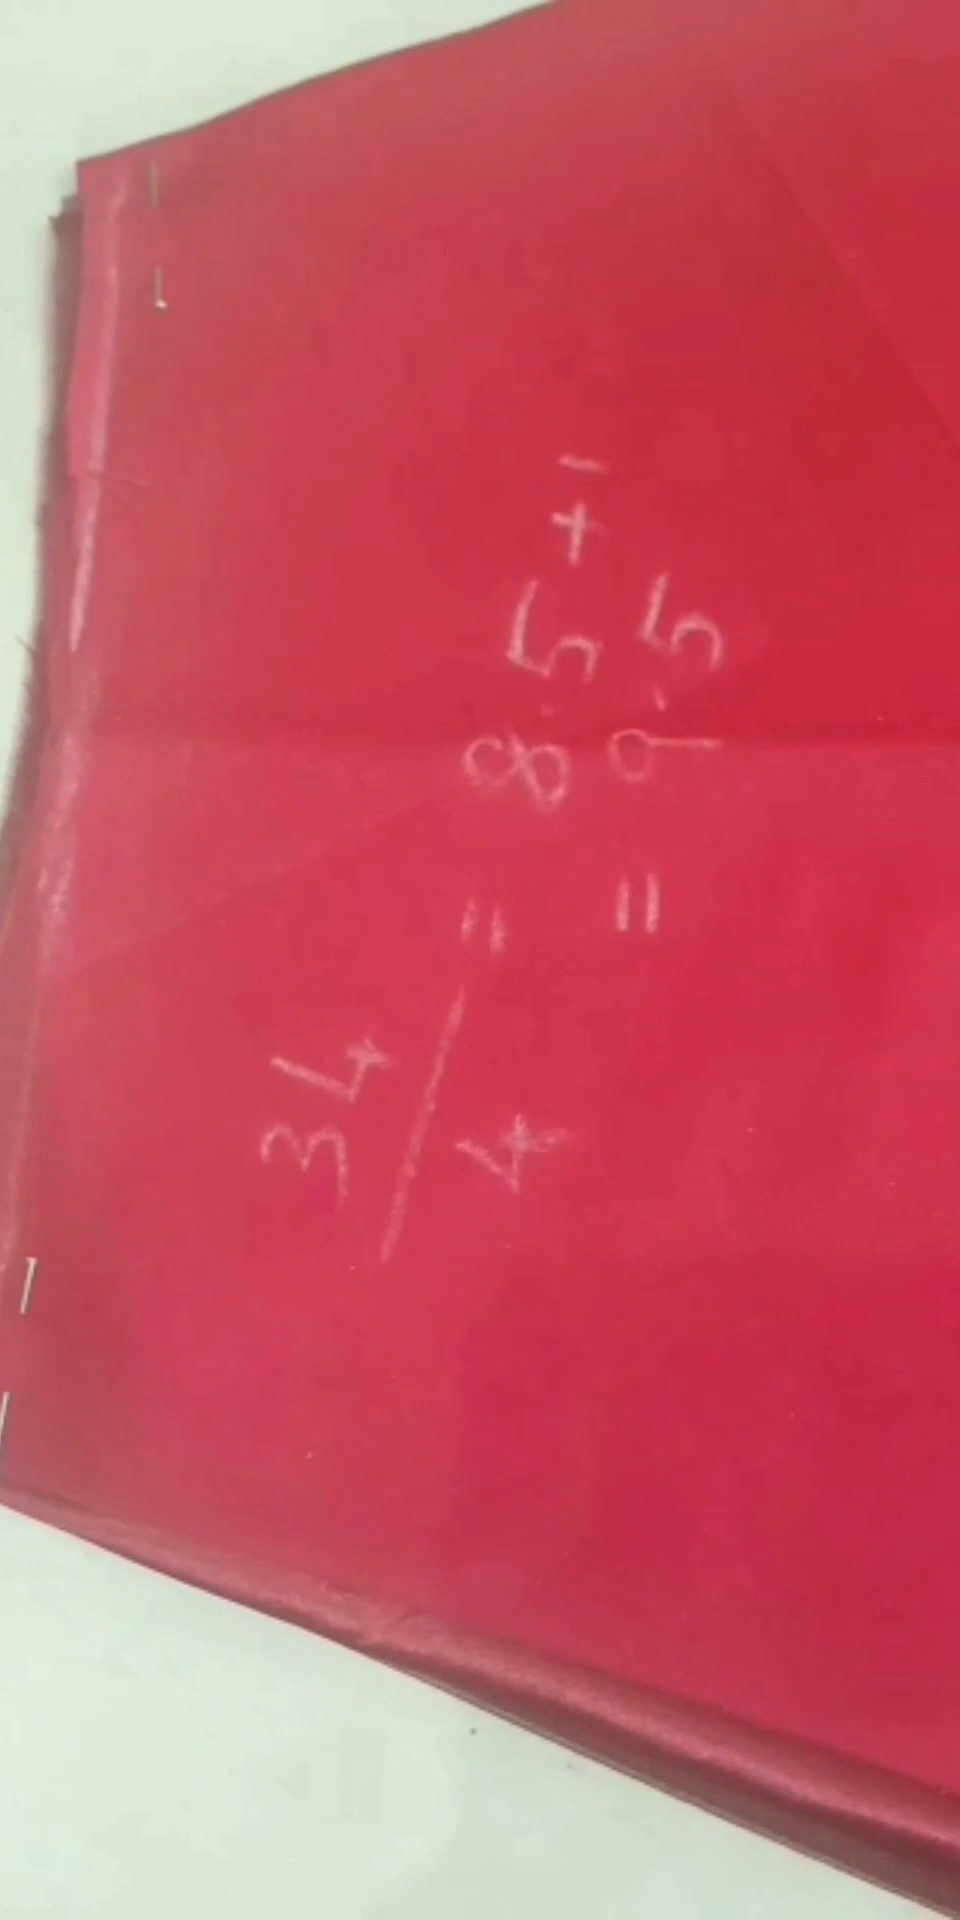 34/4 = 8.5+1
= 9.5